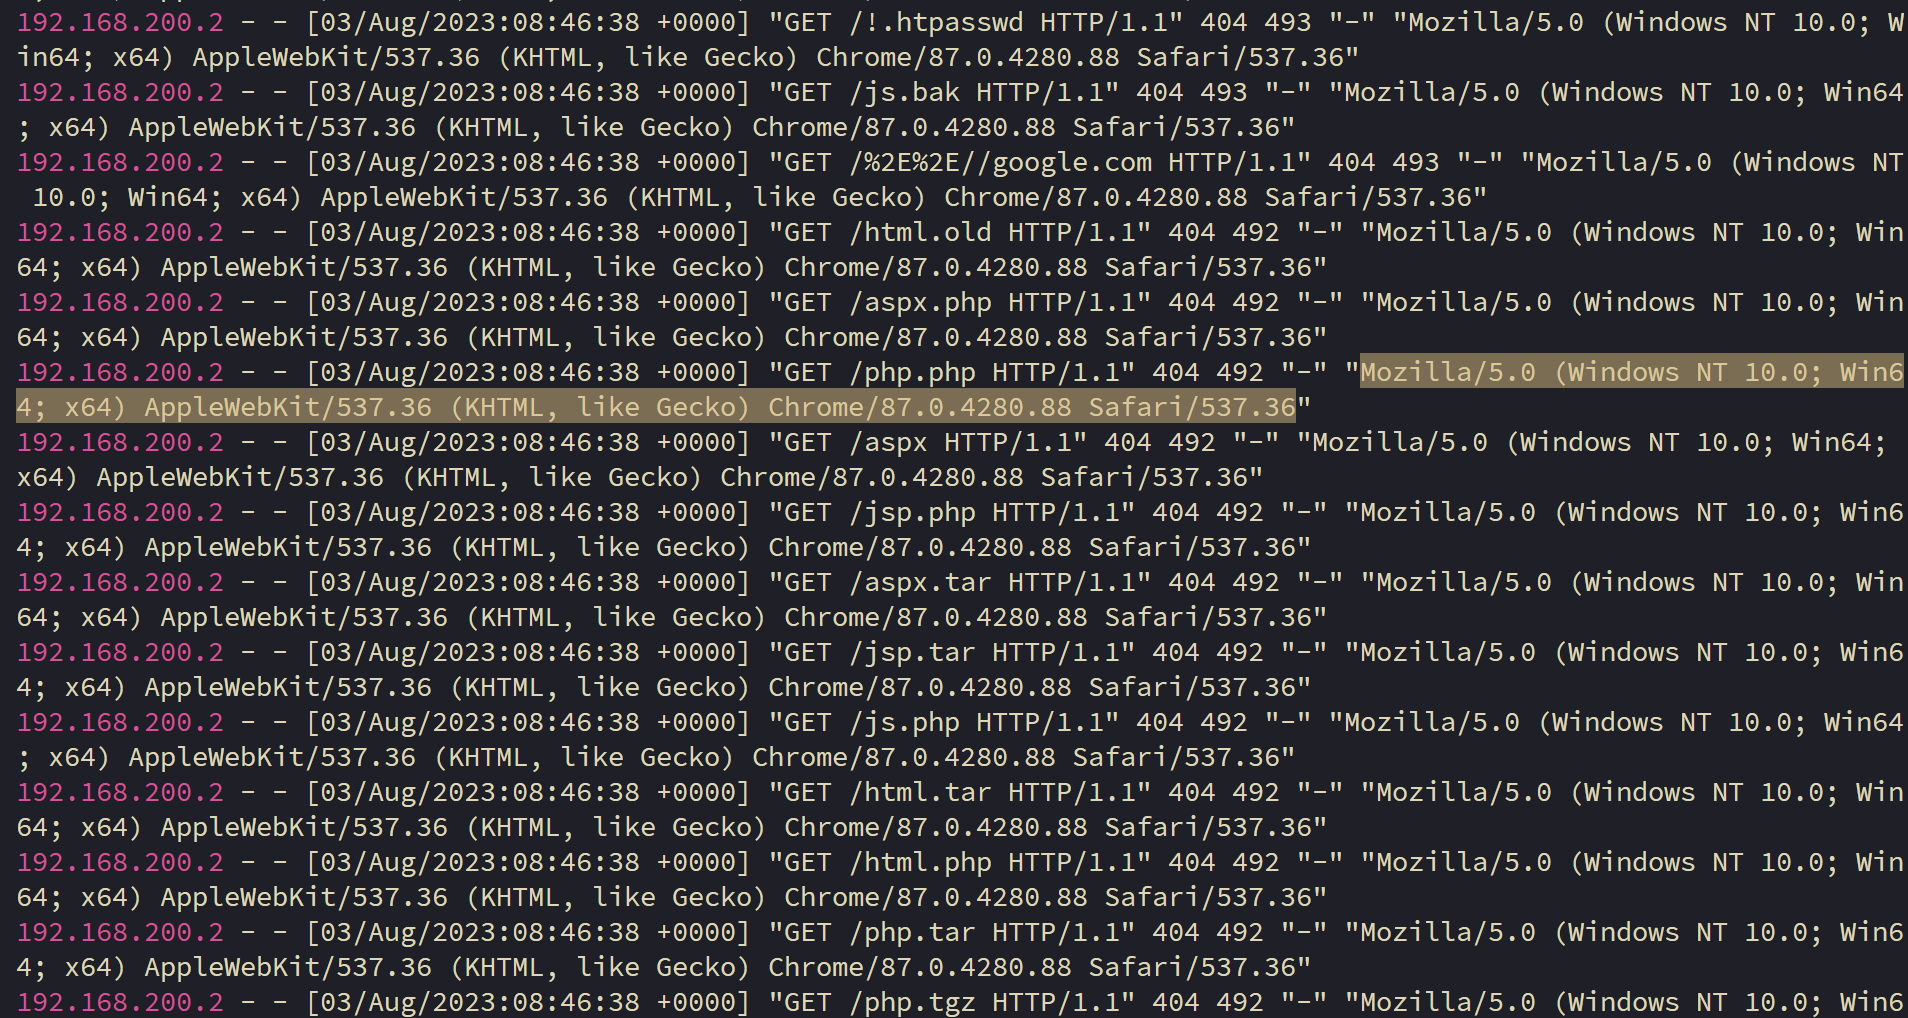 192.168.200.2 - - [03/Aug/2023:08:46:38 +0000] "GET /!.htpasswd HTTP/1.1" 404 493 "-" "Mozilla/5.0 (Windows NT 10.0; W
in64; x64) AppleWebKit/537.36 (KHTML, like Gecko) Chrome/87.0.4280.88 Safari/537.36"
192.168.200.2 - - [03/Aug/2023:08:46:38 +0000] "GET /js.bak HTTP/1.1" 404 493 "-" "Mozilla/5.0 (Windows NT 10.0; Win64
; x64) AppleWebKit/537.36 (KHTML, like Gecko) Chrome/87.0.4280.88 Safari/537.36"
192.168.200.2 - - [03/Aug/2023:08:46:38 +0000] "GET /%2E%2E//google.com HTTP/1.1" 404 493 "-" "Mozilla/5.0 (Windows NT
 10.0; Win64; x64) AppleWebKit/537.36 (KHTML, like Gecko) Chrome/87.0.4280.88 Safari/537.36"
192.168.200.2 - - [03/Aug/2023:08:46:38 +0000] "GET /html.old HTTP/1.1" 404 492 "-" "Mozilla/5.0 (Windows NT 10.0; Win
64; x64) AppleWebKit/537.36 (KHTML, like Gecko) Chrome/87.0.4280.88 Safari/537.36"
192.168.200.2 - - [03/Aug/2023:08:46:38 +0000] "GET /aspx.php HTTP/1.1" 404 492 "-" "Mozilla/5.0 (Windows NT 10.0; Win
64; x64) AppleWebKit/537.36 (KHTML, like Gecko) Chrome/87.0.4280.88 Safari/537.36"
192.168.200.2 - - [03/Aug/2023:08:46:38 +0000] "GET /php.php HTTP/1.1" 404 492 "-" "Mozilla/5.0 (Windows NT 10.0; Win6
4; x64) AppleWebKit/537.36 (KHTML, like Gecko) Chrome/87.0.4280.88 Safari/537.36"
192.168.200.2 - - [03/Aug/2023:08:46:38 +0000] "GET /aspx HTTP/1.1" 404 492 "-" "Mozilla/5.0 (Windows NT 10.0; Win64;
x64) AppleWebKit/537.36 (KHTML, like Gecko) Chrome/87.0.4280.88 Safari/537.36"
192.168.200.2 - - [03/Aug/2023:08:46:38 +0000] "GET /jsp.php HTTP/1.1" 404 492 "-" "Mozilla/5.0 (Windows NT 10.0; Win6
4; x64) AppleWebKit/537.36 (KHTML, like Gecko) Chrome/87.0.4280.88 Safari/537.36"
192.168.200.2 - - [03/Aug/2023:08:46:38 +0000] "GET /aspx.tar HTTP/1.1" 404 492 "-" "Mozilla/5.0 (Windows NT 10.0; Win
64; x64) AppleWebKit/537.36 (KHTML, like Gecko) Chrome/87.0.4280.88 Safari/537.36"
192.168.200.2 - - [03/Aug/2023:08:46:38 +0000] "GET /jsp.tar HTTP/1.1" 404 492 "-" "Mozilla/5.0 (Windows NT 10.0; Win6
4; x64) AppleWebKit/537.36 (KHTML, like Gecko) Chrome/87.0.4280.88 Safari/537.36"
192.168.200.2 - - [03/Aug/2023:08:46:38 +0000] "GET /js.php HTTP/1.1" 404 492 "-" "Mozilla/5.0 (Windows NT 10.0; Win64
; x64) AppleWebKit/537.36 (KHTML, like Gecko) Chrome/87.0.4280.88 Safari/537.36"
192.168.200.2 - - [03/Aug/2023:08:46:38 +0000] "GET /html.tar HTTP/1.1" 404 492 "-" "Mozilla/5.0 (Windows NT 10.0; Win
64; x64) AppleWebKit/537.36 (KHTML, like Gecko) Chrome/87.0.4280.88 Safari/537.36"
192.168.200.2 - - [03/Aug/2023:08:46:38 +0000] "GET /html.php HTTP/1.1" 404 492 "-" "Mozilla/5.0 (Windows NT 10.0; Win
64; x64) AppleWebKit/537.36 (KHTML, like Gecko) Chrome/87.0.4280.88 Safari/537.36"
192.168.200.2 - - [03/Aug/2023:08:46:38 +0000] "GET /php.tar HTTP/1.1" 404 492 "-" "Mozilla/5.0 (Windows NT 10.0; Win6
4; x64) AppleWebKit/537.36 (KHTML, like Gecko) Chrome/87.0.4280.88 Safari/537.36"
192.168.200.2 - - [03/Aug/2023:08:46:38 +0000] "GET /php.tgz HTTP/1.1" 404 492 "-" "Mozilla/5.0 (Windows NT 10.0; Win6